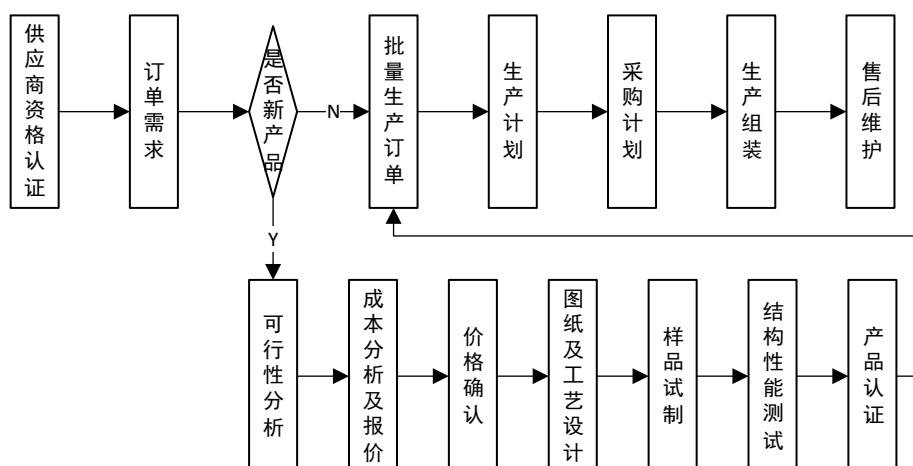 供应商资格认证
订单需求
是否新产品
N
批量生产订单
生产计划
采购计划
生产组装
售后维护
Y
可行性分析
成本分析及报价
价格确认
图纸及工艺设计
样品试制
结构性能测试
产品认证